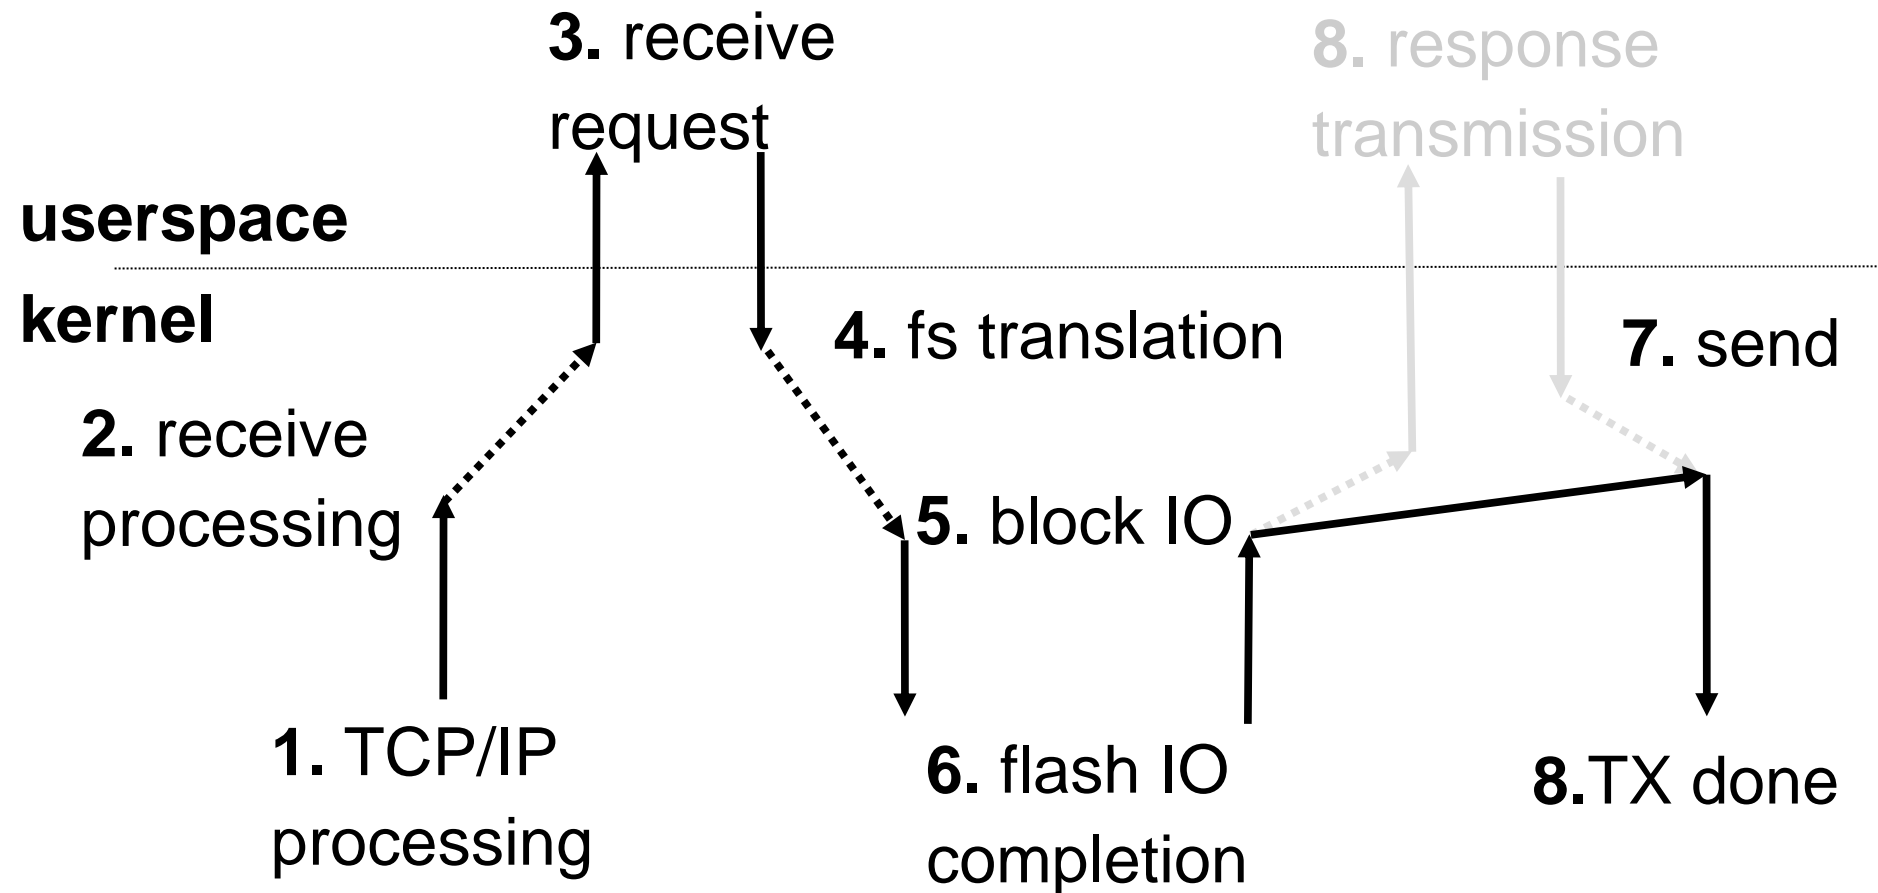 3. receive
request
8. response
transmission
userspace
kernel
4. fs translation
7. send
2. receive
processing
5. block IO
1. TCP/IP
processing
6. flash IO
completion
8.TX done